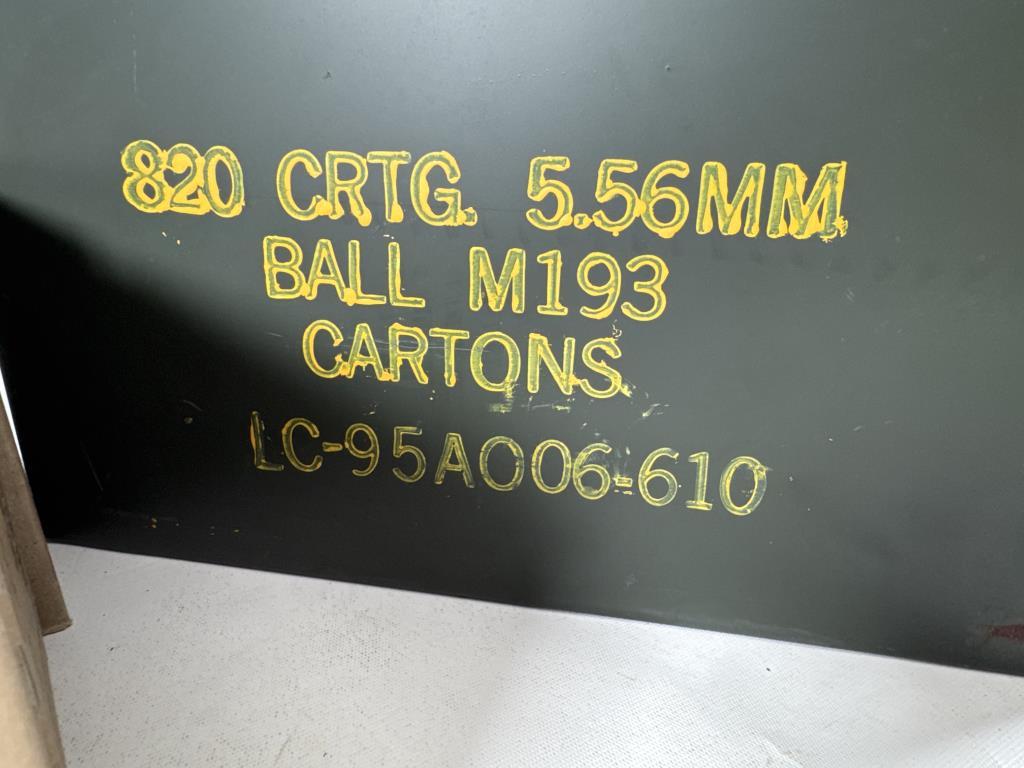 820 CRTG. 5.56MM
BALL M193
CARTONS
LC-95A006-610